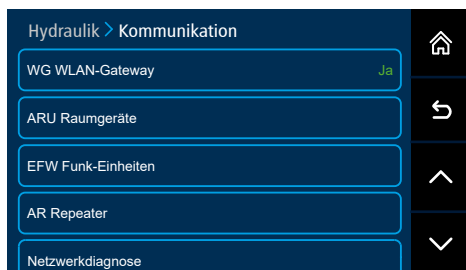 Hydraulik > Kommunikation
WG WLAN-Gateway Ja
ARU Raumgeräte
EFW Funk-Einheiten
AR Repeater
Netzwerkdiagnose